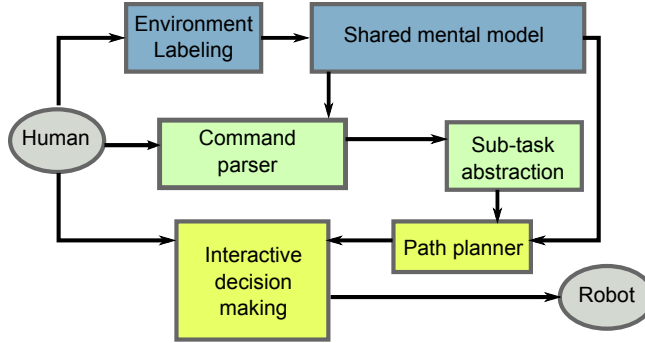 Environment
Labeling
Shared mental model
Human
Command
parser
Sub-task
abstraction
Interactive
decision
making
Path planner
Robot